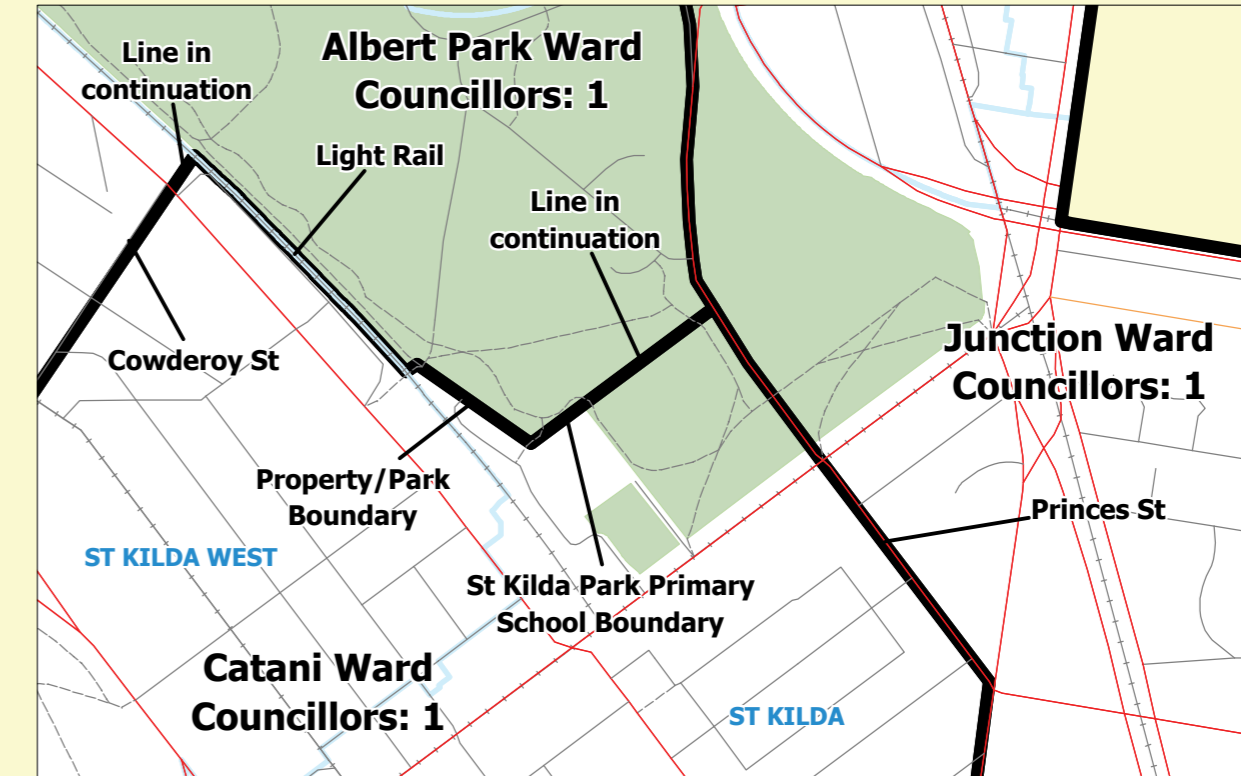 Albert Park Ward
Councillors: 1
Line in
continuation
Light Rail
Line in
continuation
Cowderoy St
Junction Ward
Councillors: 1
Property/Park
Boundary
Princes St
ST KILDA WEST
St Kilda Park Primary
School Boundary
Catani Ward
Councillors: 1
ST KILDA